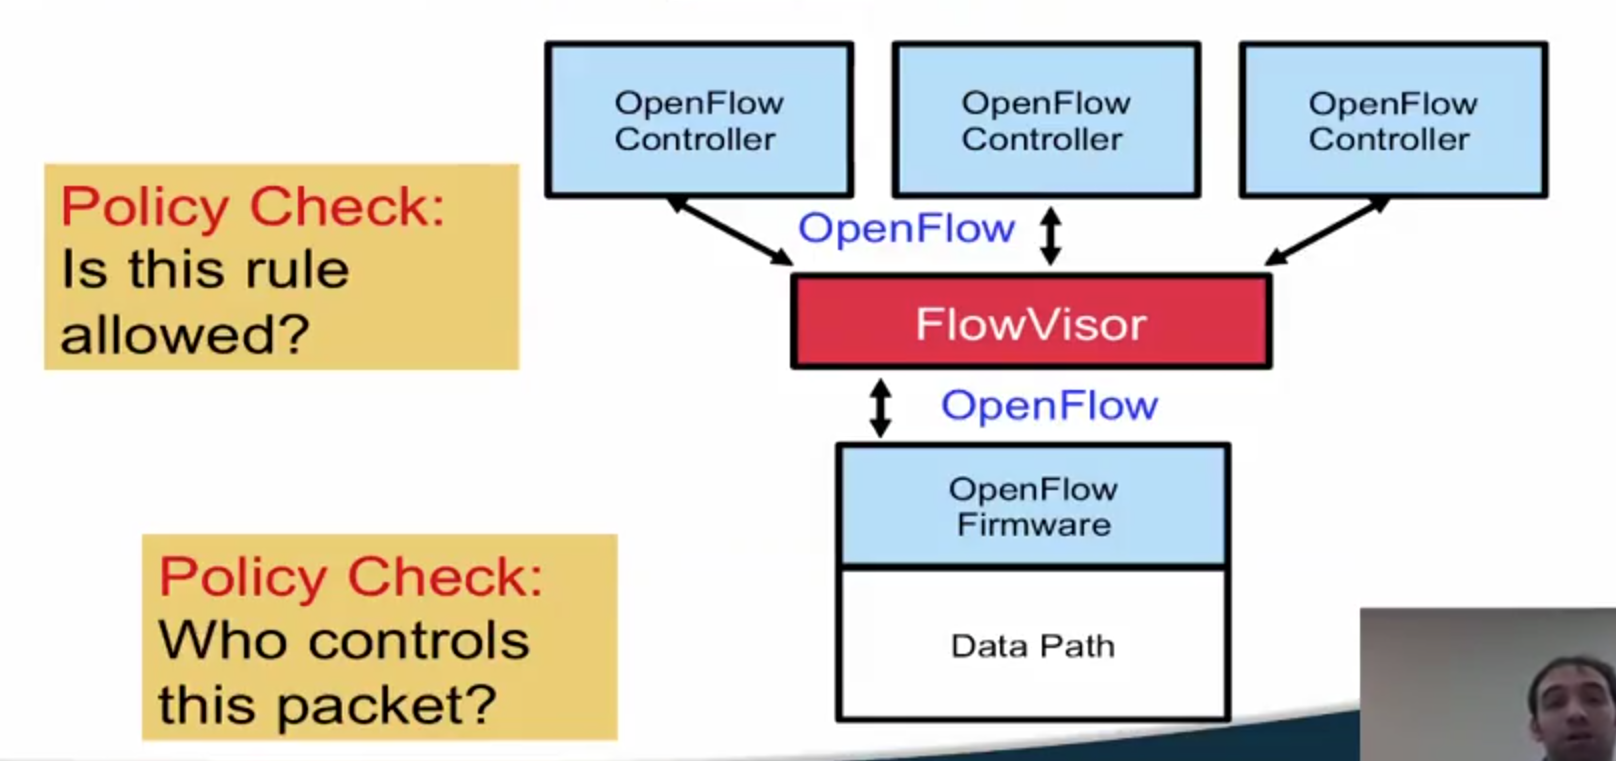 OpenFlow
Controller
OpenFlow
Controller
OpenFlow
Controller
Policy Check:
Is this rule
allowed?
OpenFlow
FlowVisor
OpenFlow
OpenFlow
Firmware
Policy Check:
Who controls
this packet?
Data Path